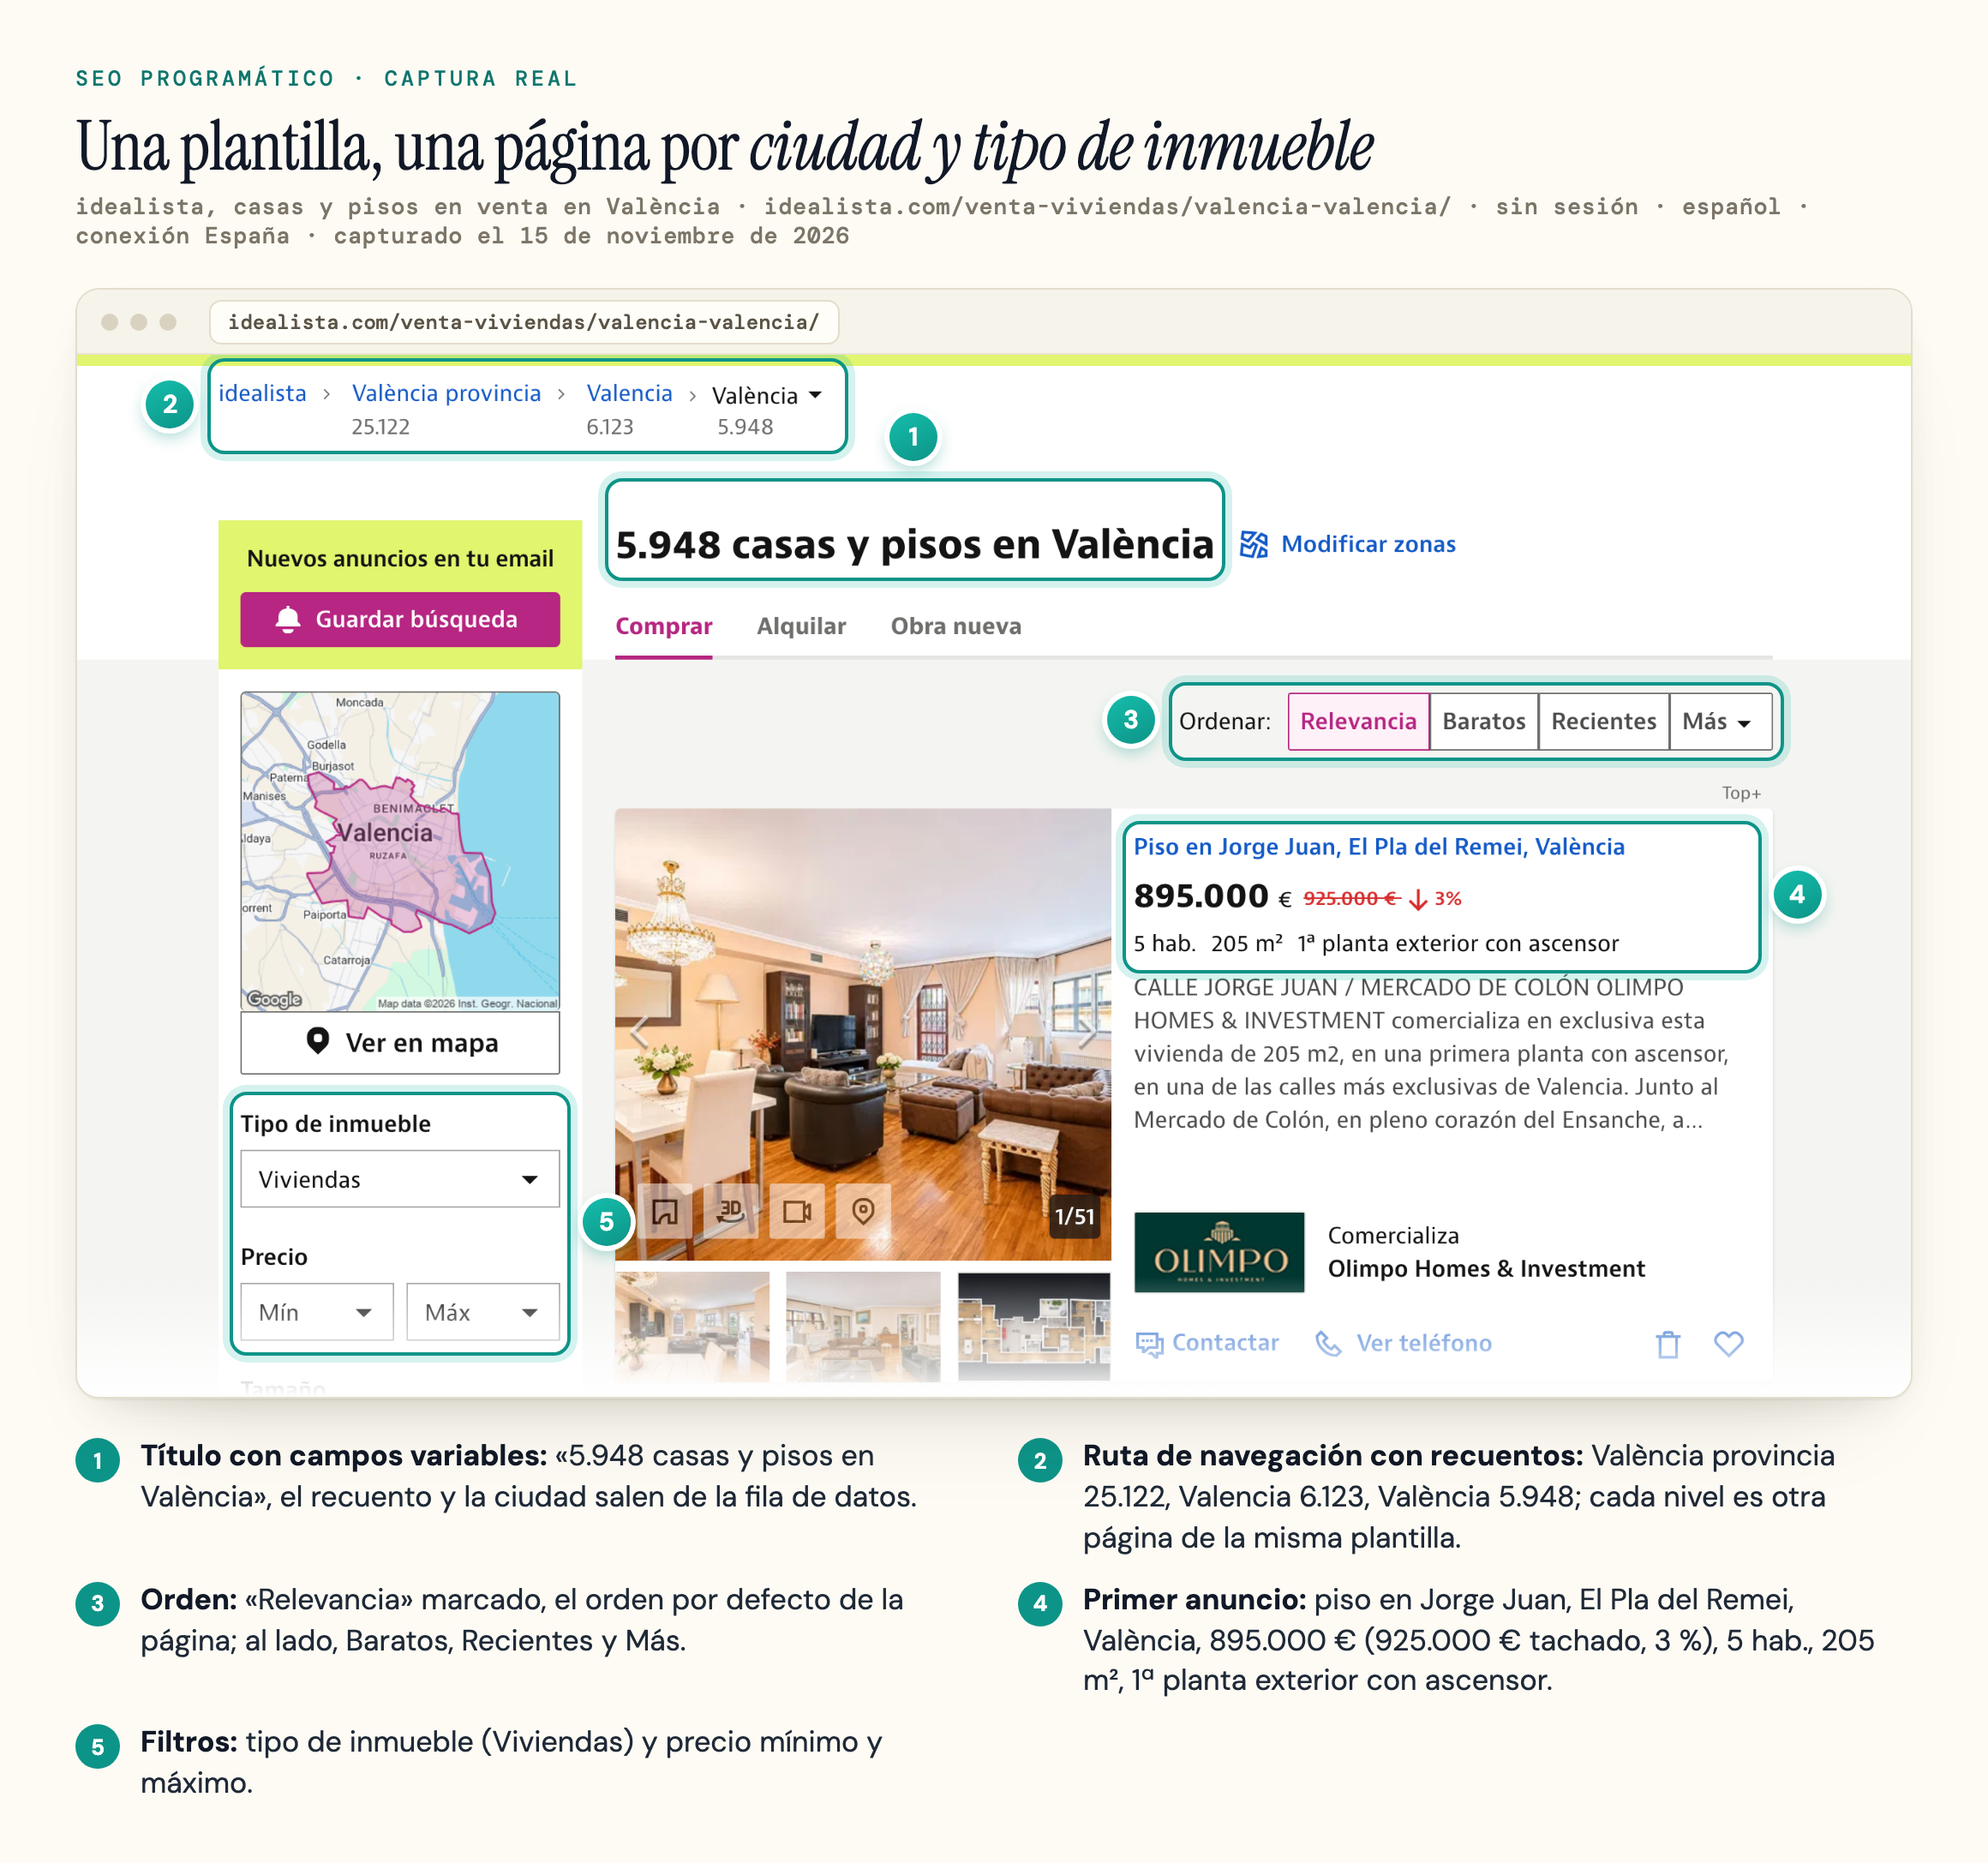 SEO PROGRAMÁTICO · CAPTURA REAL
Una plantilla, una página por ciudad y tipo de inmueble
idealista, casas y pisos en venta en València · idealista.com/venta-viviendas/valencia-valencia/ · sin sesión · español ·
conexión España · capturado el 15 de noviembre de 2026
idealista.com/venta-viviendas/valencia-valencia/
2
idealista › València provincia › Valencia › València
25.122 6.123 5.948
1
5.948 casas y pisos en València
Modificar zonas
Nuevos anuncios en tu email
Guardar búsqueda
Comprar Alquilar Obra nueva
3
Ordenar: Relevancia Baratos Recientes Más
Top+
Moncada
Godella
Burjasot
Paterna
Manises
BENIMACLET
Valencia
ldaya
RUZAFA
orrent
Paiporta
Catarroja
Google
Map data ©2026 Inst. Geogr. Nacional
Ver en mapa
Piso en Jorge Juan, El Pla del Remei, València
895.000 € 925.000 € 3%
5 hab. 205 m² 1ª planta exterior con ascensor
4
CALLE JORGE JUAN / MERCADO DE COLÓN OLIMPO
HOMES & INVESTMENT comercializa en exclusiva esta
vivienda de 205 m2, en una primera planta con ascensor,
en una de las calles más exclusivas de Valencia. Junto al
Mercado de Colón, en pleno corazón del Ensanche, a...
Tipo de inmueble
Viviendas
Precio
Mín Máx
Tamaño
5
3D
1/51
OLIMPO
HOMES & INVESTMENT
Comercializa
Olimpo Homes & Investment
Contactar Ver teléfono
1 Título con campos variables: «5.948 casas y pisos en
València», el recuento y la ciudad salen de la fila de datos.
2 Ruta de navegación con recuentos: València provincia
25.122, Valencia 6.123, València 5.948; cada nivel es otra
página de la misma plantilla.
3 Orden: «Relevancia» marcado, el orden por defecto de la
página; al lado, Baratos, Recientes y Más.
4 Primer anuncio: piso en Jorge Juan, El Pla del Remei,
València, 895.000 € (925.000 € tachado, 3 %), 5 hab., 205
m², 1ª planta exterior con ascensor.
5 Filtros: tipo de inmueble (Viviendas) y precio mínimo y
máximo.